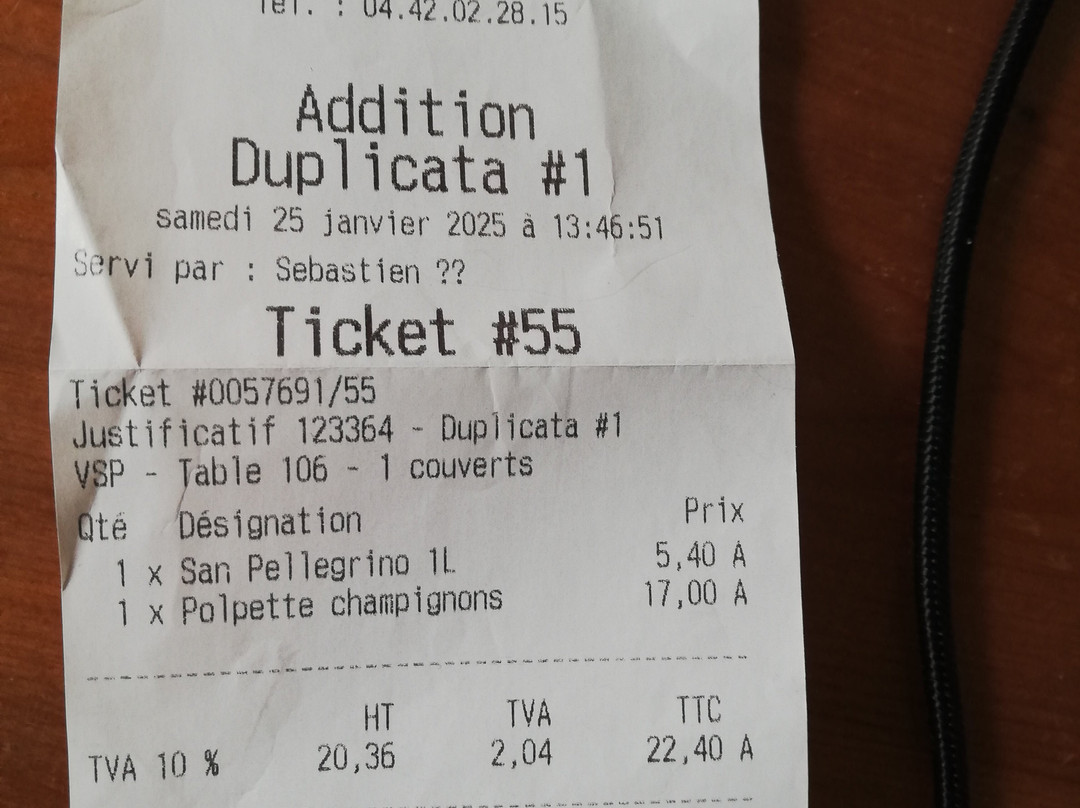 Tel. : 04.42.02.28.15
Addition
Duplicata #1
samedi 25 janvier 2025 à 13:46:51
Servi par : Sebastien ??
Ticket #55
Ticket #0057691/55
Justificatif 123364 - Duplicata #1
VSP - Table 106 - 1 couverts
Qté Désignation Prix
1 x San Pellegrino 1L 5,40 A
1 x Polpette champignons 17,00 A
HT TVA TTC
TVA 10 % 20,36 2,04 22,40 A